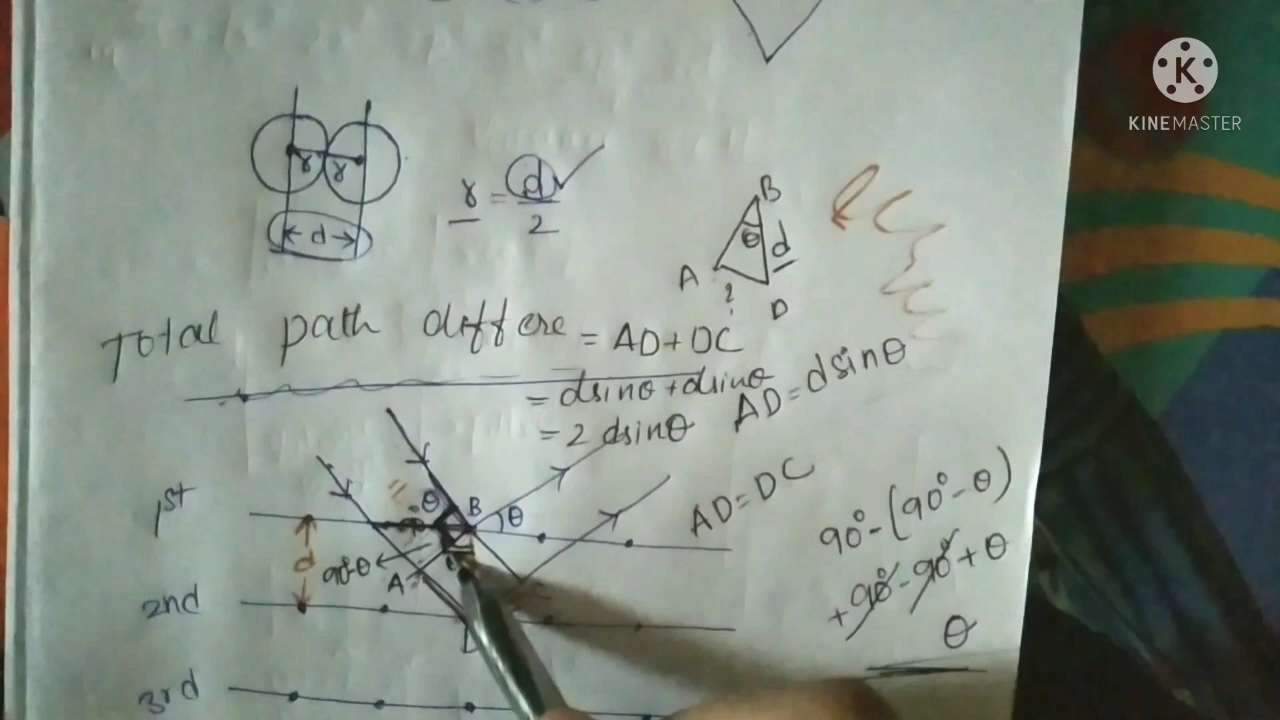 KINEMASTER
r r
d
r = d/2
B
θ
d
A
?
D
Total path differe = AD+DC
= dsinθ + dsinθ
= 2 dsinθ
AD = dsinθ
AD = DC
90° - (90° - θ)
+90° - 90° + θ
θ
1st
θ B θ
d
90-θ
A
2nd
3rd